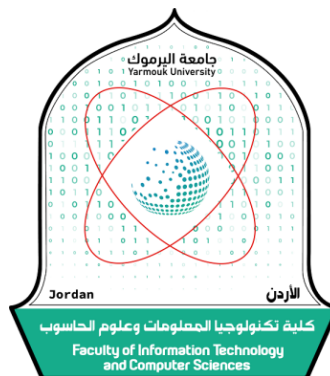 جامعة اليرموك
Yarmouk University
Jordan
الأردن
كلية تكنولوجيا المعلومات وعلوم الحاسوب
Faculty of Information Technology
and Computer Sciences